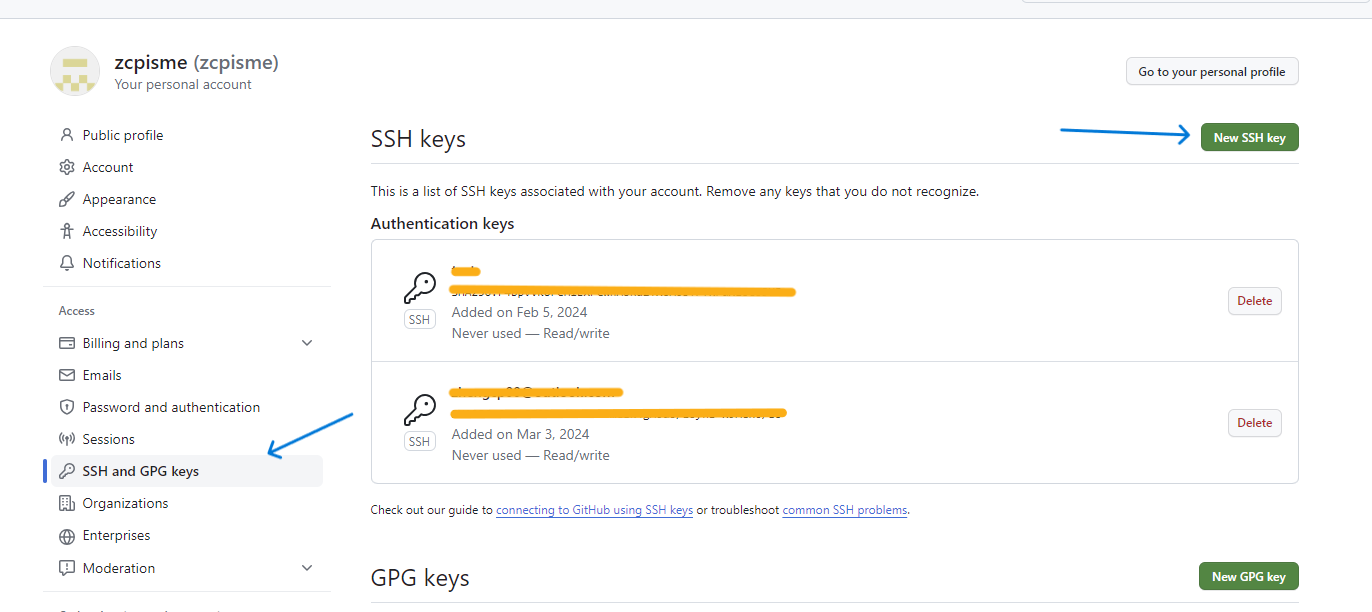 zcpisme (zcpisme)
Your personal account
Go to your personal profile
Public profile
Account
Appearance
Accessibility
Notifications
Access
Billing and plans
Emails
Password and authentication
Sessions
SSH and GPG keys
Organizations
Enterprises
Moderation
SSH keys
New SSH key
This is a list of SSH keys associated with your account. Remove any keys that you do not recognize.
Authentication keys
SSH
Added on Feb 5, 2024
Never used — Read/write
Delete
SSH
Added on Mar 3, 2024
Never used — Read/write
Delete
Check out our guide to connecting to GitHub using SSH keys or troubleshoot common SSH problems.
GPG keys
New GPG key